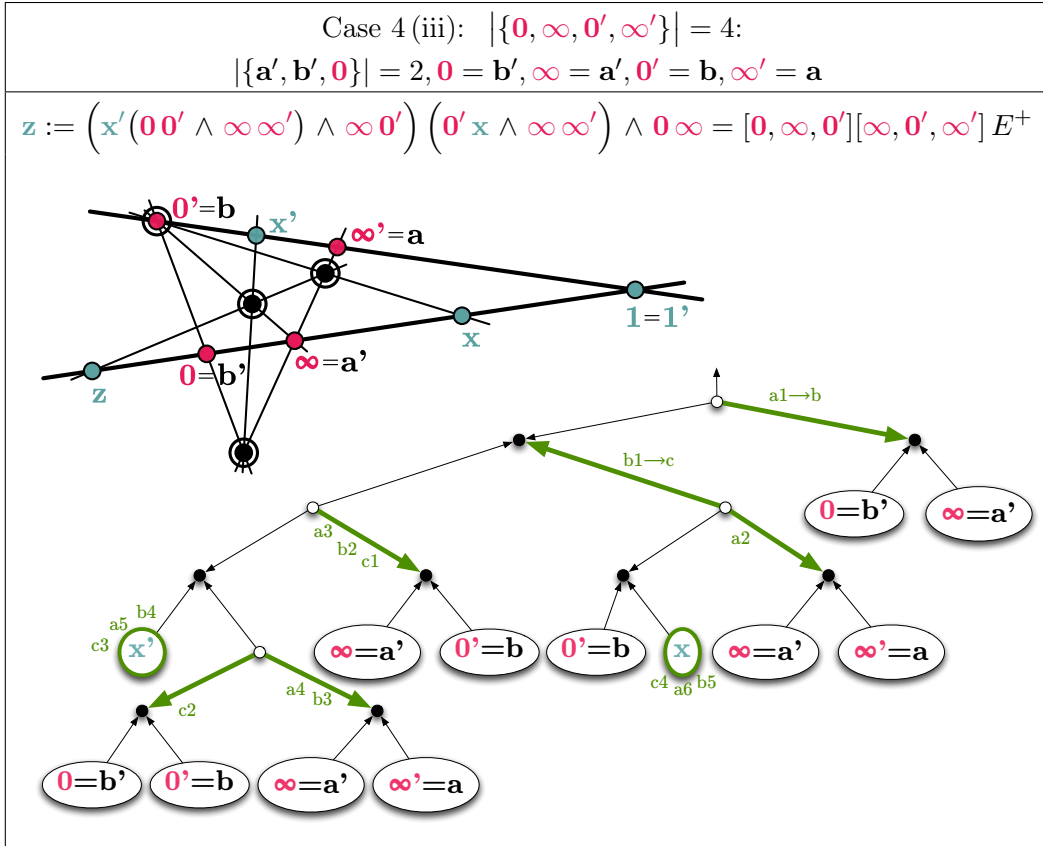 Case 4 (iii): |{0, ∞, 0′, ∞′}| = 4:
|{a′, b′, 0}| = 2, 0 = b′, ∞ = a′, 0′ = b, ∞′ = a
z := (x′(0 0′ ∧ ∞ ∞′) ∧ ∞ 0′) (0′ x ∧ ∞ ∞′) ∧ 0 ∞ = [0, ∞, 0′][∞, 0′, ∞′] E⁺
0'=b
x'
∞'=a
1=1'
x
∞=a'
0=b'
z
a1→b
b1→c
0=b'
∞=a'
a3
b2
c1
a2
a5
b4
c3
x'
∞=a'
0'=b
0'=b
x
∞=a'
∞'=a
c4
a6
b5
c2
a4
b3
0=b'
0'=b
∞=a'
∞'=a